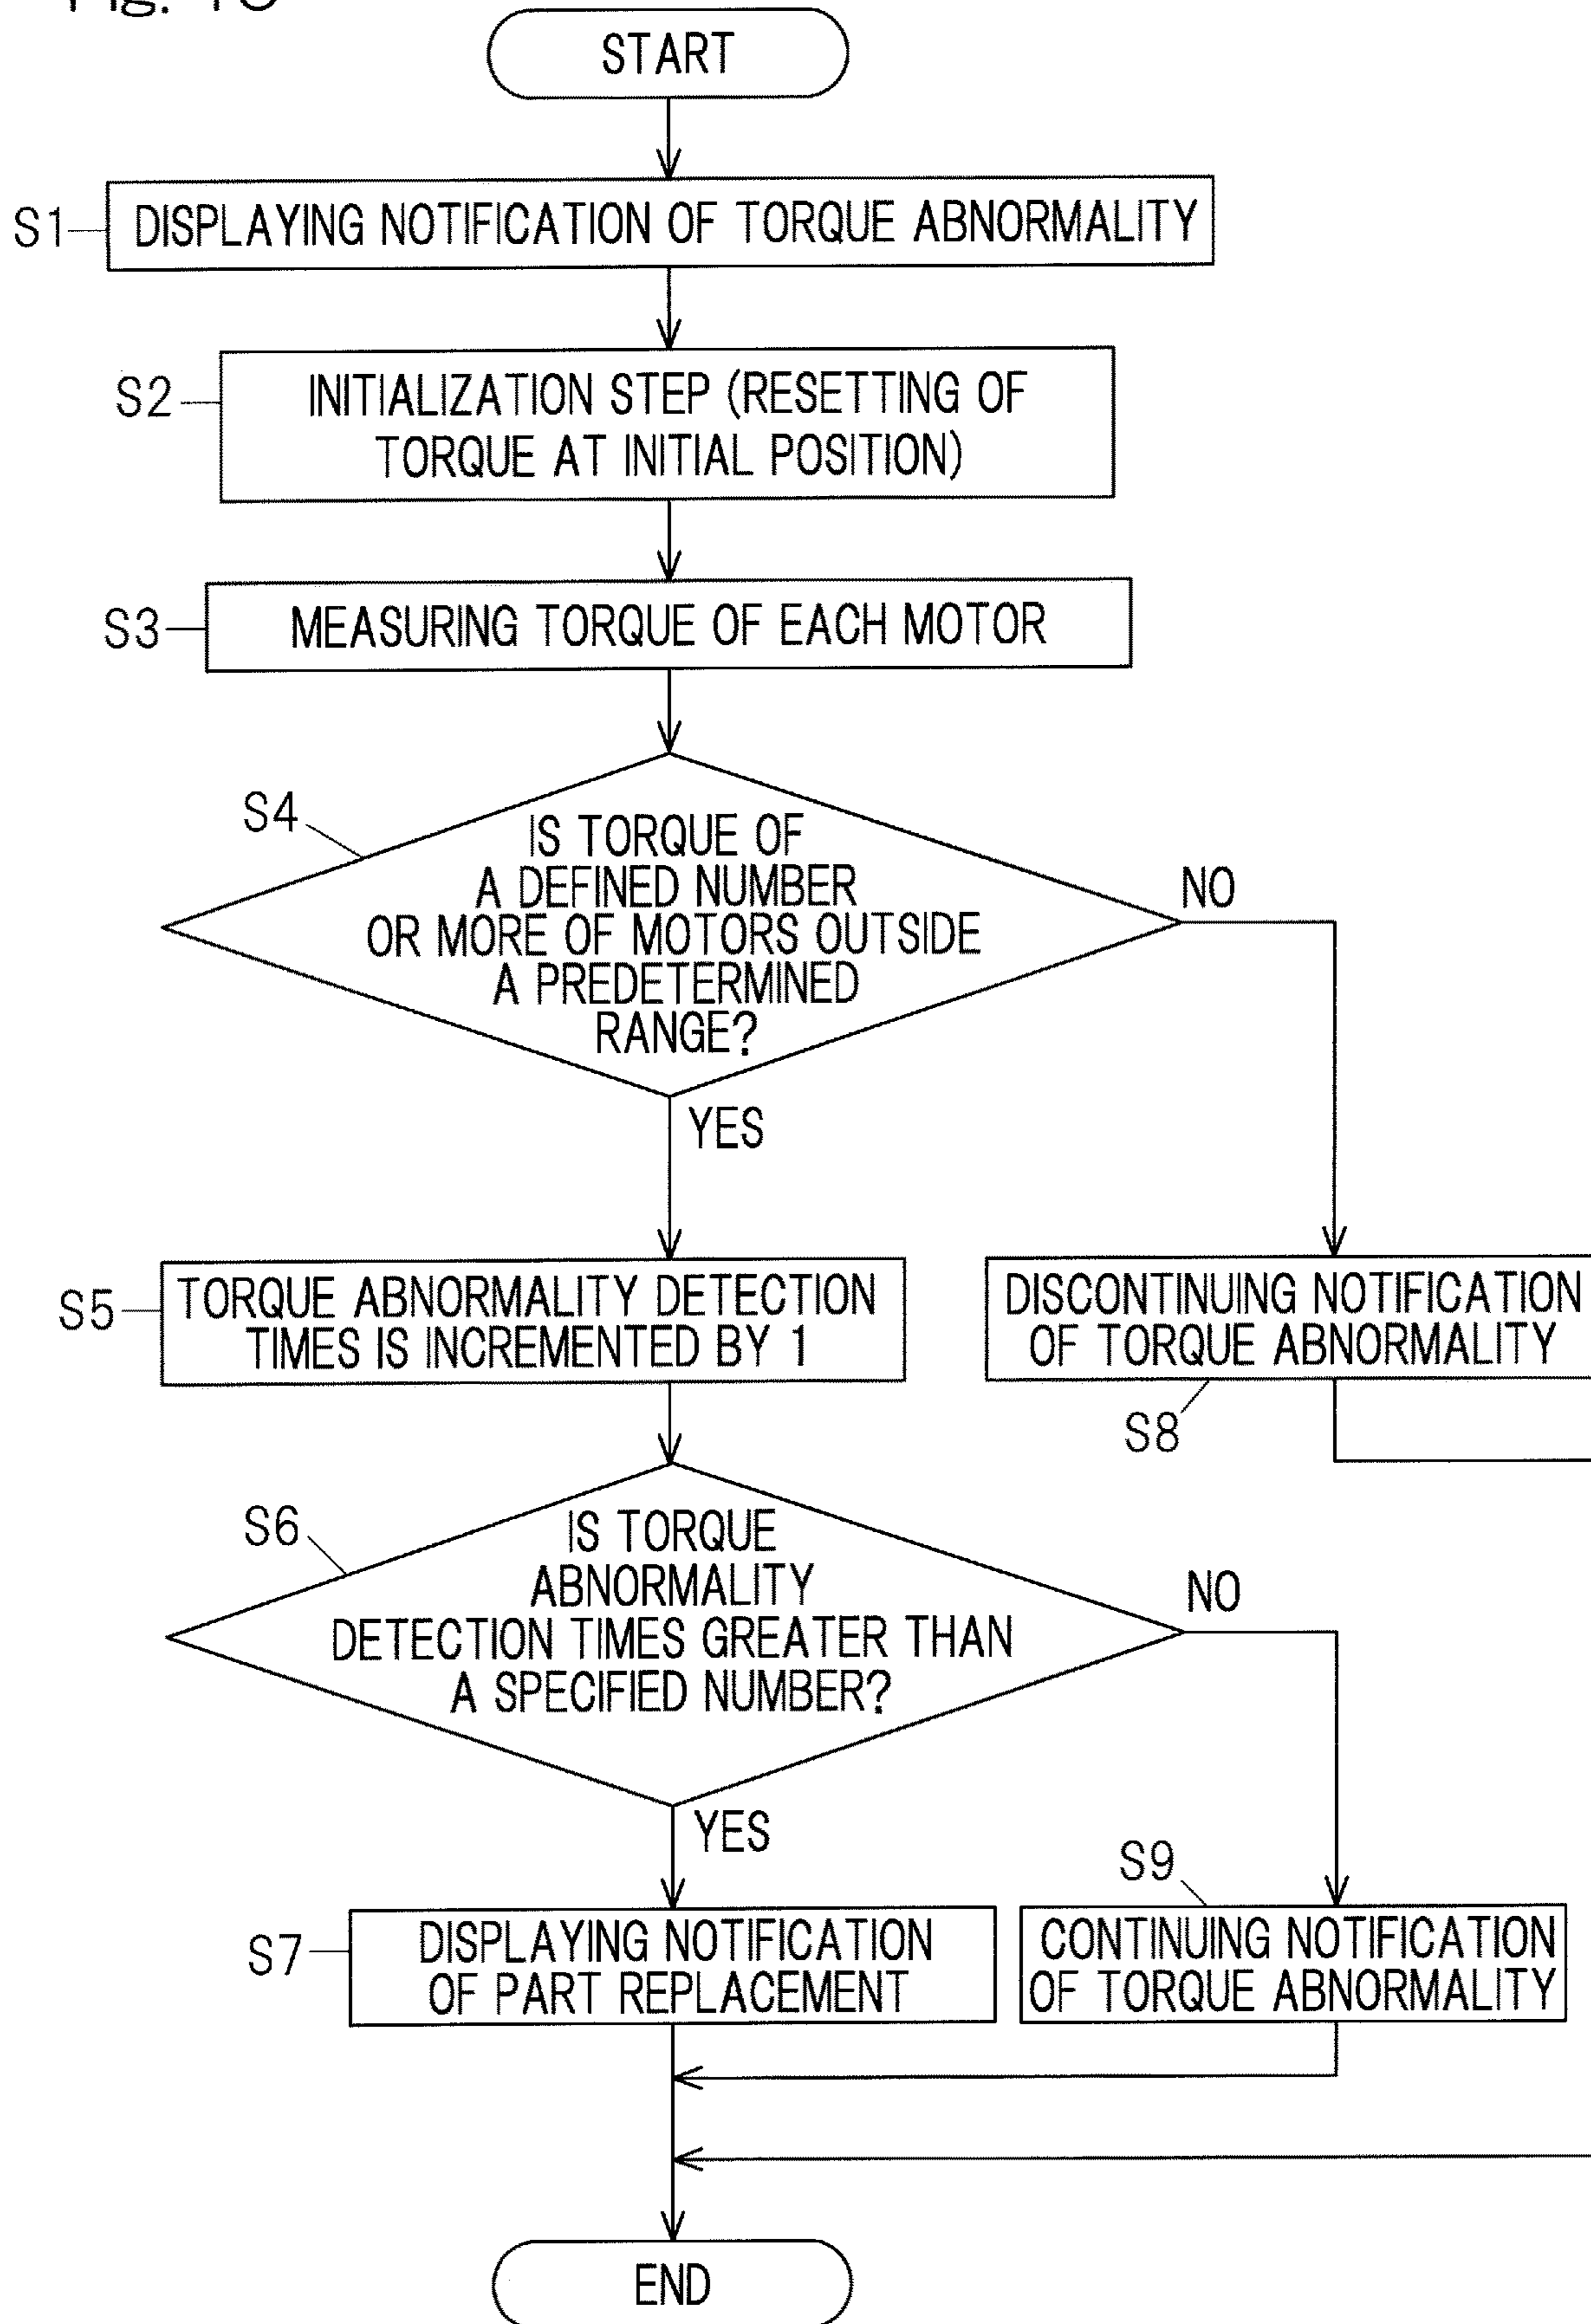 START
S1
DISPLAYING NOTIFICATION OF TORQUE ABNORMALITY
S2
INITIALIZATION STEP (RESETTING OF
TORQUE AT INITIAL POSITION)
S3
MEASURING TORQUE OF EACH MOTOR
S4
IS TORQUE OF
A DEFINED NUMBER
OR MORE OF MOTORS OUTSIDE
A PREDETERMINED
RANGE?
NO
YES
S5
TORQUE ABNORMALITY DETECTION
TIMES IS INCREMENTED BY 1
DISCONTINUING NOTIFICATION
OF TORQUE ABNORMALITY
S8
S6
IS TORQUE
ABNORMALITY
DETECTION TIMES GREATER THAN
A SPECIFIED NUMBER?
NO
YES
S9
S7
DISPLAYING NOTIFICATION
OF PART REPLACEMENT
CONTINUING NOTIFICATION
OF TORQUE ABNORMALITY
END